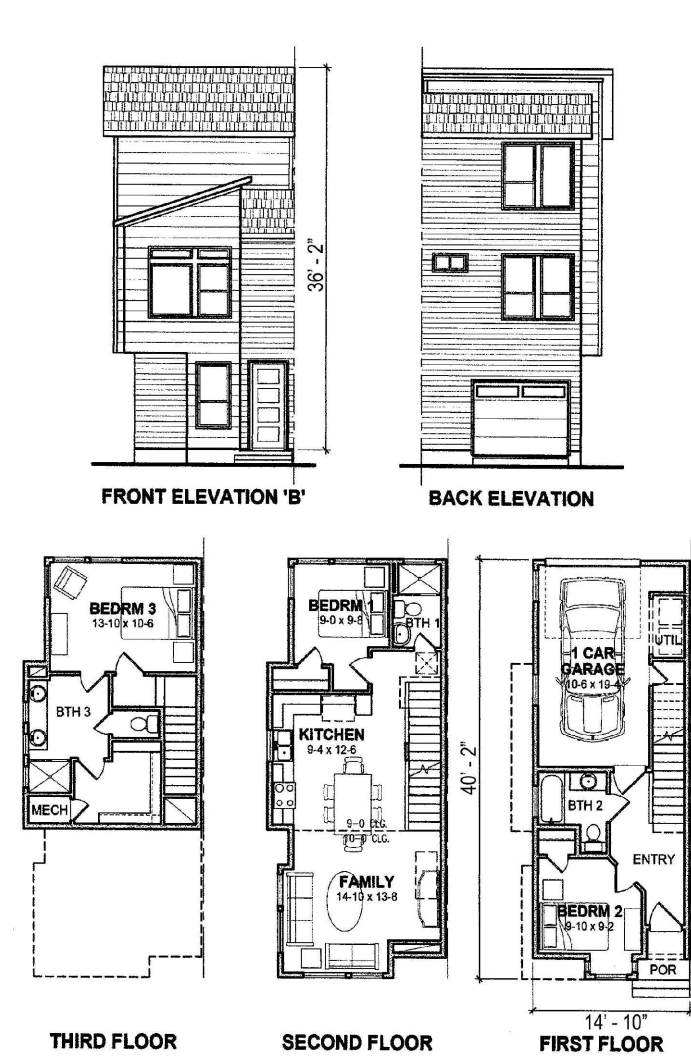 36' - 2"
FRONT ELEVATION 'B'
BACK ELEVATION
BEDRM 3
13-10 x 10-6
BTH 3
MECH
THIRD FLOOR
BEDRM 1
9-0 x 9-8
BTH 1
KITCHEN
9-4 x 12-6
9-0 CLG.
10-0 CLG.
FAMILY
14-10 x 13-8
SECOND FLOOR
40' - 2"
UTIL
1 CAR
GARAGE
10-6 x 19-4
BTH 2
ENTRY
BEDRM 2
9-10 x 9-2
POR
14' - 10"
FIRST FLOOR